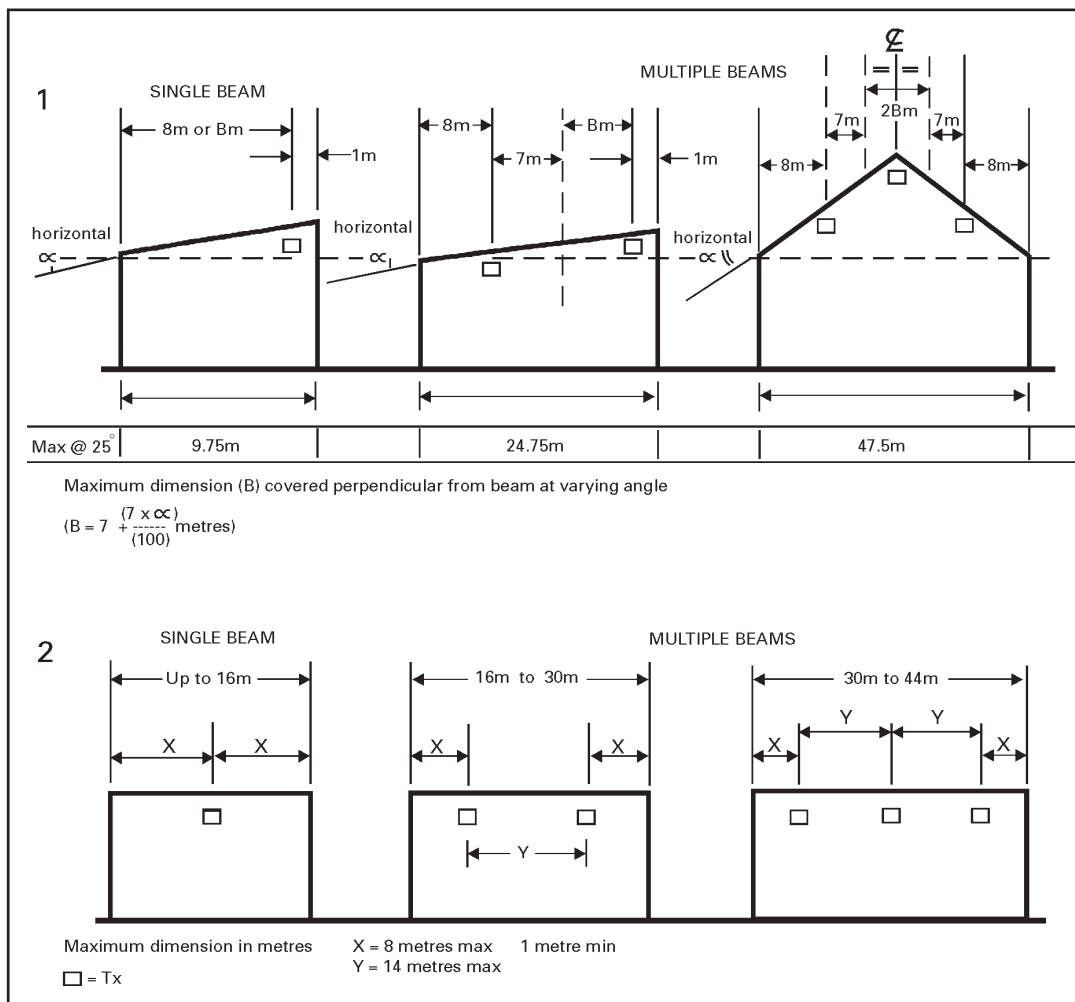 1
SINGLE BEAM
MULTIPLE BEAMS
℄
8m or Bm
1m
8m
7m
Bm
1m
8m
7m
2Bm
7m
8m
horizontal
∝
horizontal
∝
horizontal
∝
Max @ 25° 9.75m 24.75m 47.5m
Maximum dimension (B) covered perpendicular from beam at varying angle
(7 x ∝)
(B = 7 + ------ metres)
(100)
2
SINGLE BEAM
MULTIPLE BEAMS
Up to 16m
16m to 30m
30m to 44m
X X
X X
Y
X Y Y X
Maximum dimension in metres X = 8 metres max 1 metre min
Y = 14 metres max
= Tx